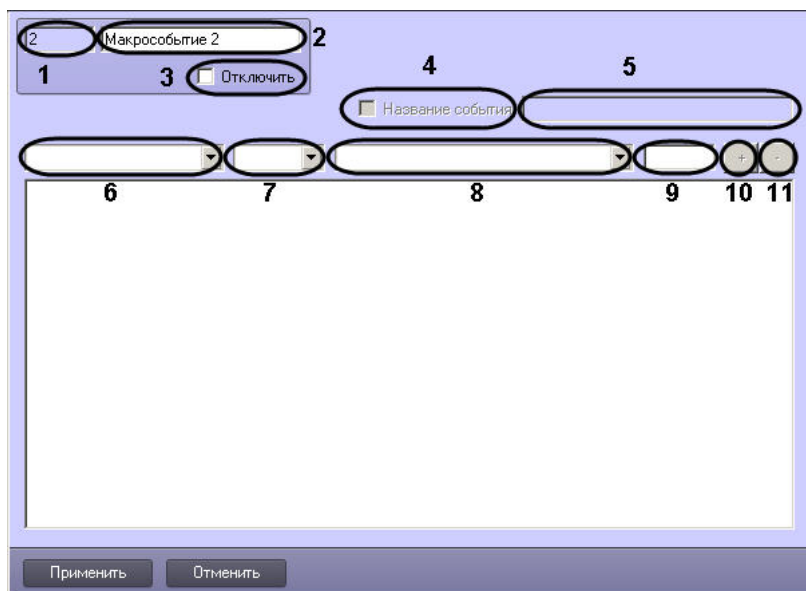 2 Макрособытие 2 2
1 3 Отключить 4 5
Название события
+ -
6 7 8 9 10 11
Применить Отменить